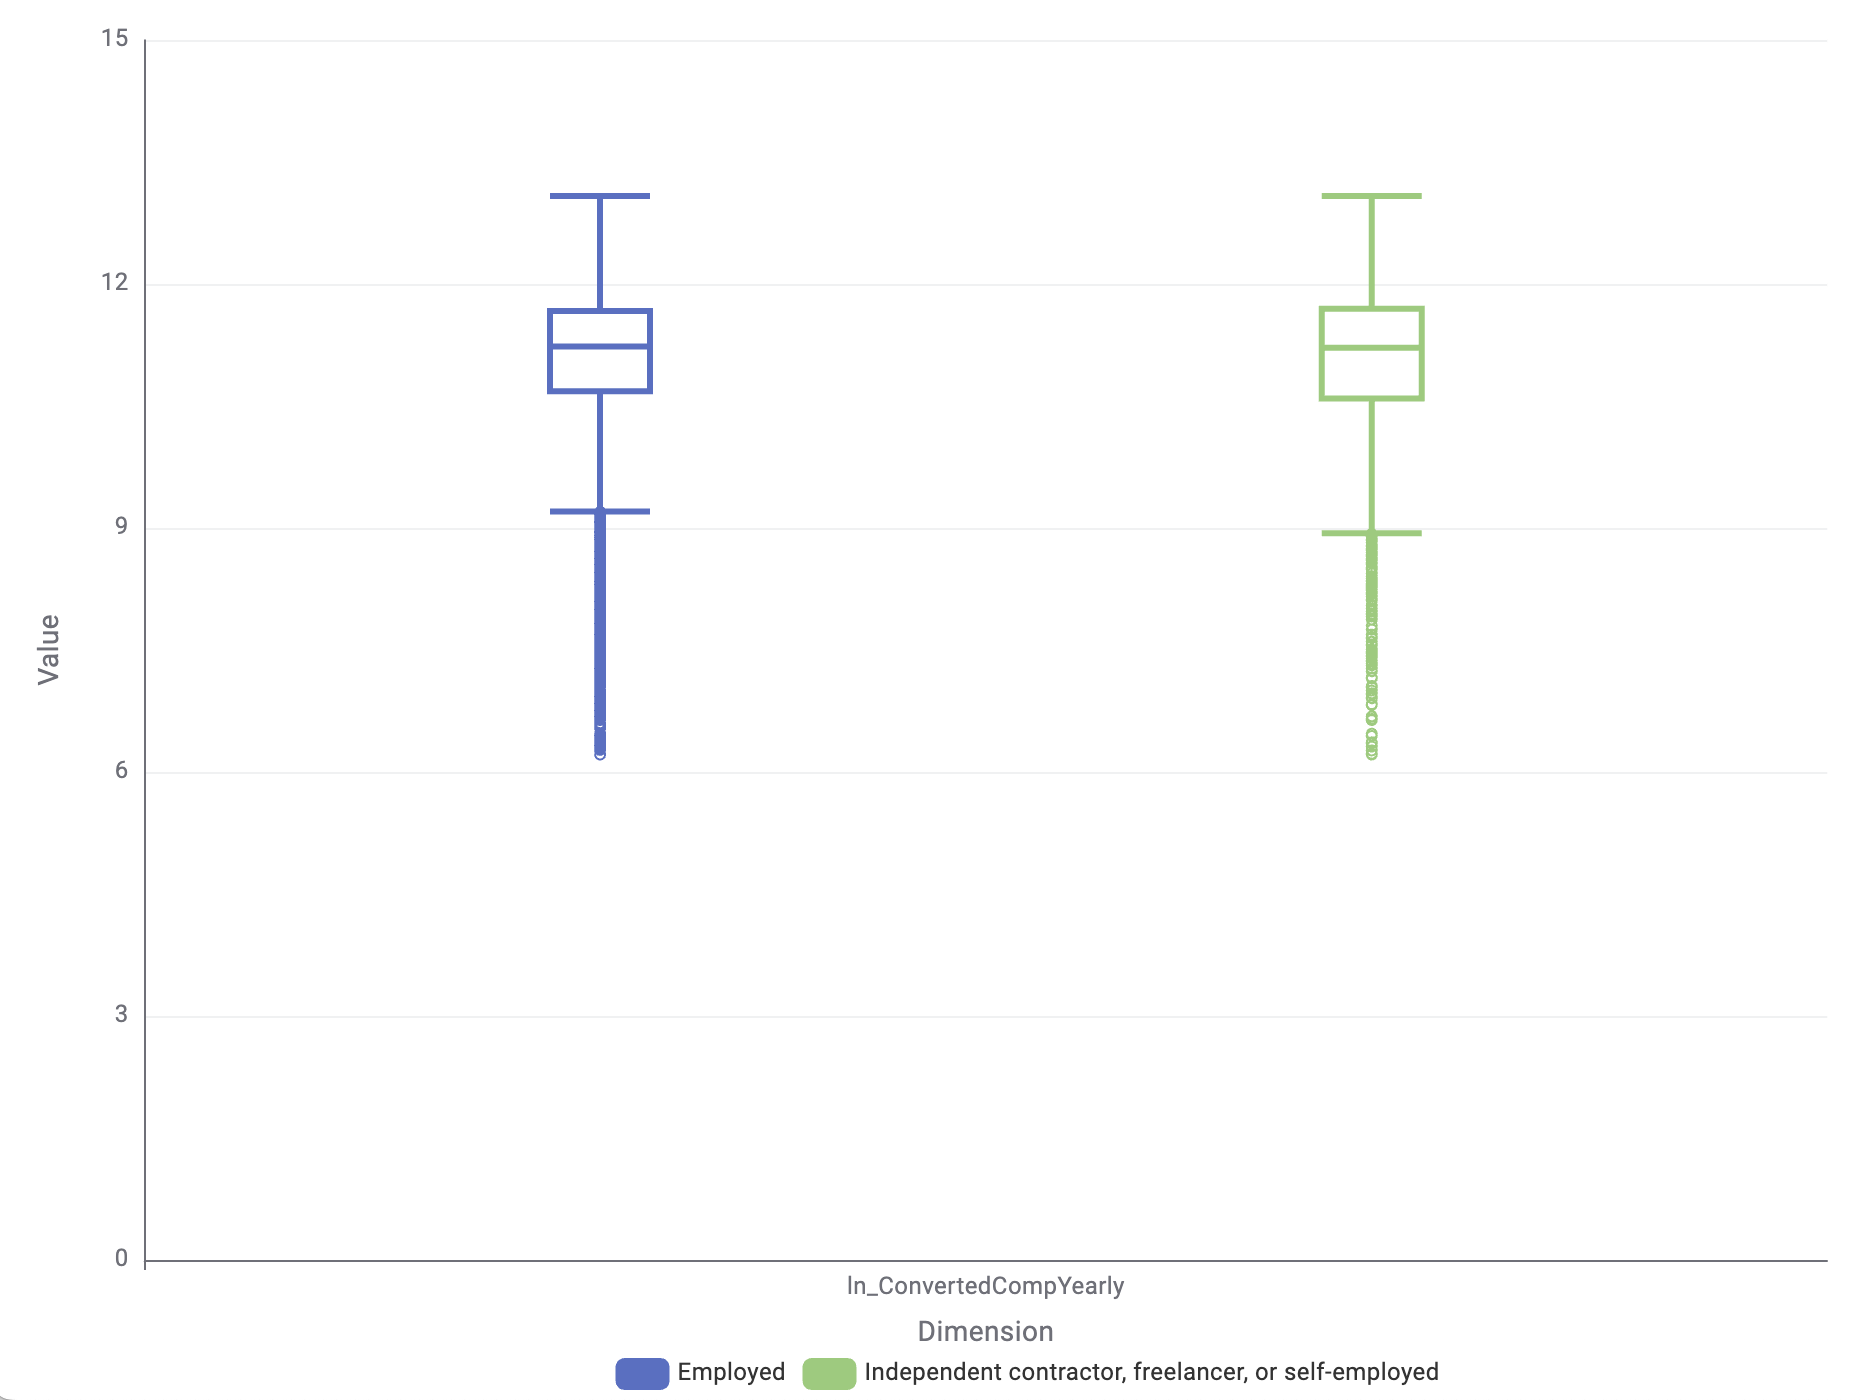 15
12
9
6
3
0
Value
ln_ConvertedCompYearly
Dimension
Employed Independent contractor, freelancer, or self-employed